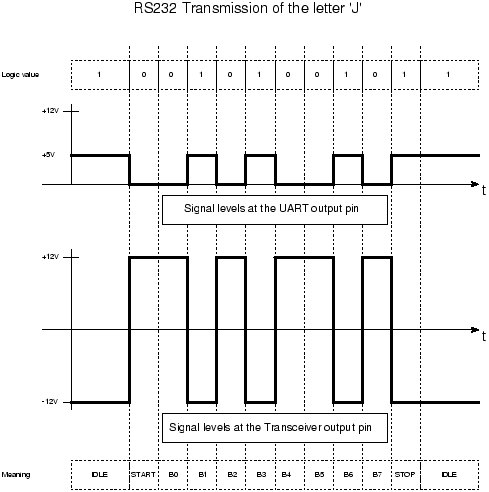 RS232 Transmission of the letter 'J'
Logic value 1 0 0 1 0 1 0 0 1 0 1 1
+12V
+5V
t
Signal levels at the UART output pin
+12V
t
-12V
Signal levels at the Transceiver output pin
Meaning IDLE START B0 B1 B2 B3 B4 B5 B6 B7 STOP IDLE